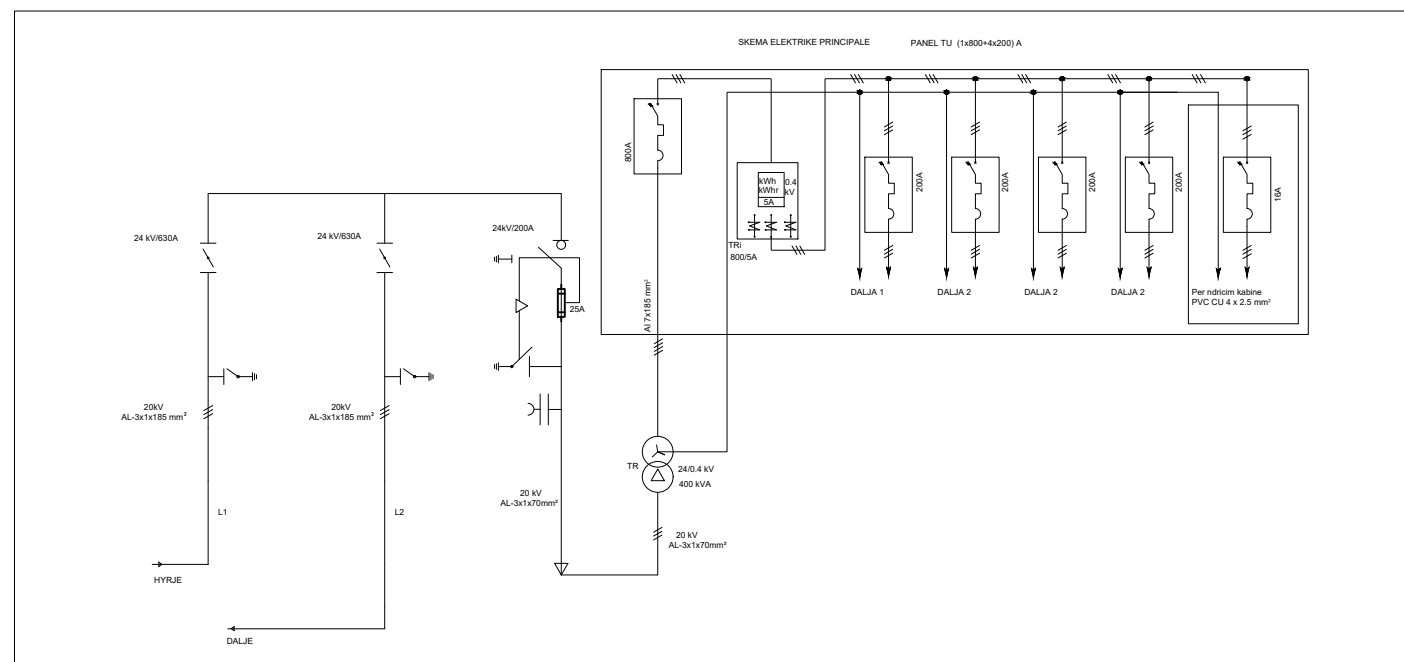 SKEMA ELEKTRIKE PRINCIPALE
PANEL TU (1x800+4x200) A
800A
kWh
kWhr
0.4
kV
5A
TRi
800/5A
200A
200A
200A
200A
16A
DALJA 1
DALJA 2
DALJA 2
DALJA 2
Per ndricim kabine
PVC CU 4 x 2.5 mm²
24 kV/630A
24 kV/630A
24kV/200A
25A
Al 7x185 mm²
20kV
AL-3x1x185 mm²
20kV
AL-3x1x185 mm²
TR
24/0.4 kV
400 kVA
20 kV
AL-3x1x70mm²
L1
L2
20 kV
AL-3x1x70mm²
HYRJE
DALJE